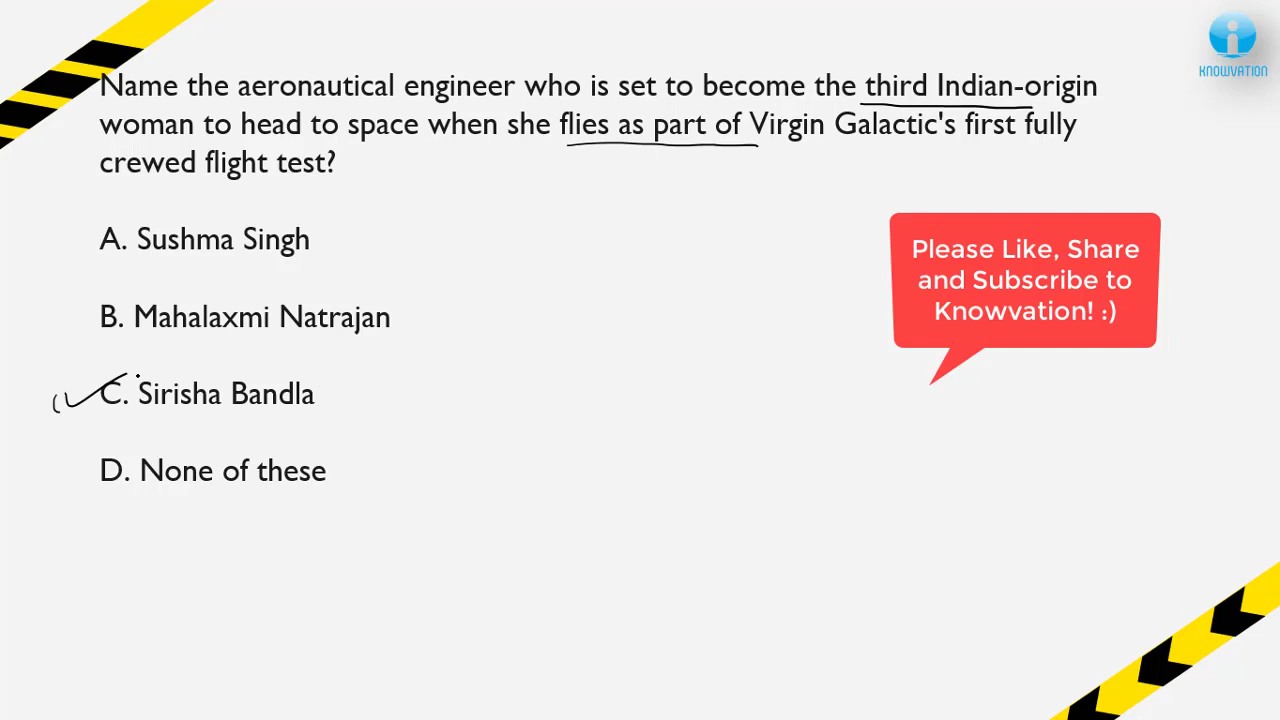 KNOWVATION
Name the aeronautical engineer who is set to become the third Indian-origin
woman to head to space when she flies as part of Virgin Galactic's first fully
crewed flight test?
A. Sushma Singh
Please Like, Share
and Subscribe to
Knowvation! :)
B. Mahalaxmi Natrajan
C. Sirisha Bandla
D. None of these